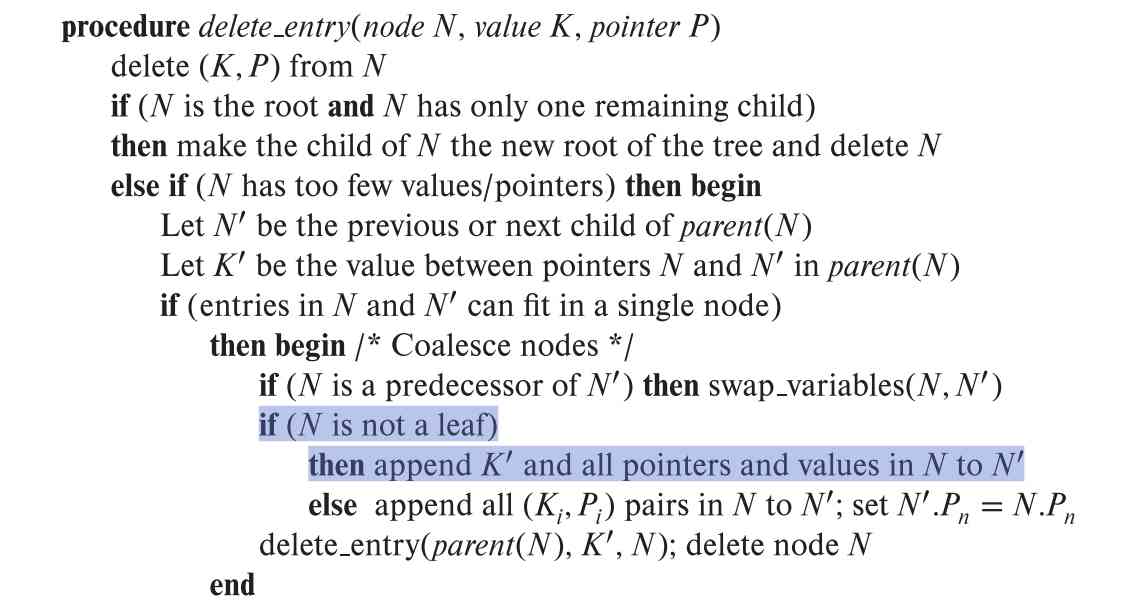 procedure delete_entry(node N, value K, pointer P)
delete (K, P) from N
if (N is the root and N has only one remaining child)
then make the child of N the new root of the tree and delete N
else if (N has too few values/pointers) then begin
Let N′ be the previous or next child of parent(N)
Let K′ be the value between pointers N and N′ in parent(N)
if (entries in N and N′ can fit in a single node)
then begin /* Coalesce nodes */
if (N is a predecessor of N′) then swap_variables(N, N′)
if (N is not a leaf)
then append K′ and all pointers and values in N to N′
else append all (Kᵢ, Pᵢ) pairs in N to N′; set N′.Pₙ = N.Pₙ
delete_entry(parent(N), K′, N); delete node N
end